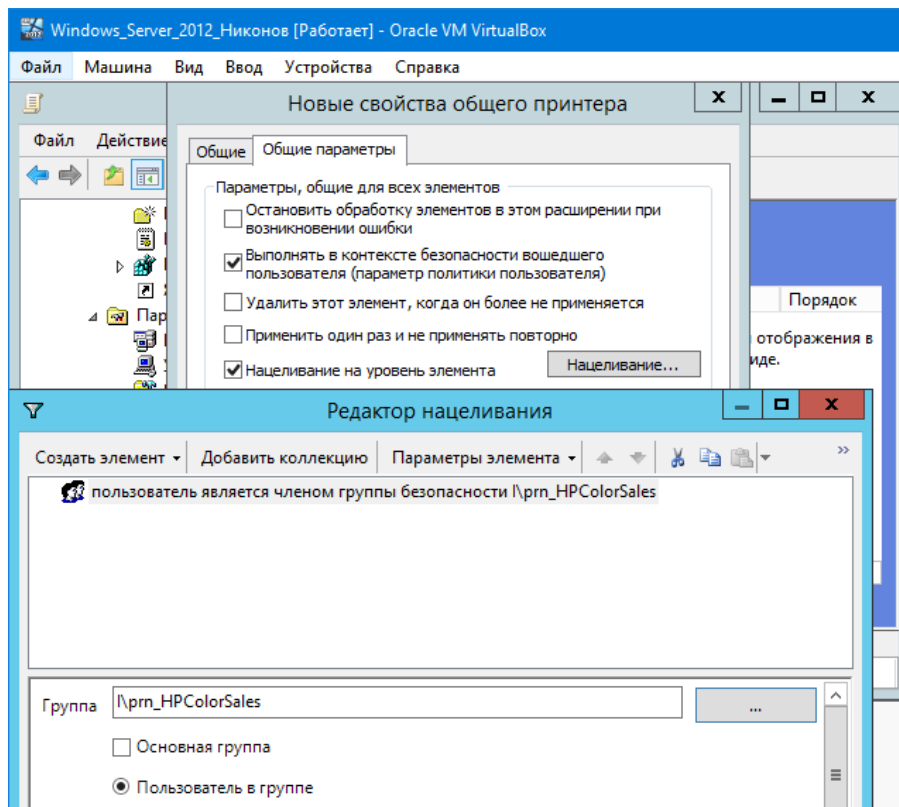 Windows_Server_2012_Никонов [Работает] - Oracle VM VirtualBox
Файл Машина Вид Ввод Устройства Справка
Новые свойства общего принтера
Файл Действие
Общие Общие параметры
Параметры, общие для всех элементов
Остановить обработку элементов в этом расширении при
возникновении ошибки
Выполнять в контексте безопасности вошедшего
пользователя (параметр политики пользователя)
Удалить этот элемент, когда он более не применяется
Порядок
Пар
Применить один раз и не применять повторно
отображения в
иде.
Нацеливание на уровень элемента
Нацеливание...
Редактор нацеливания
Создать элемент Добавить коллекцию Параметры элемента
пользователь является членом группы безопасности l\prn_HPColorSales
Группа l\prn_HPColorSales ...
Основная группа
Пользователь в группе